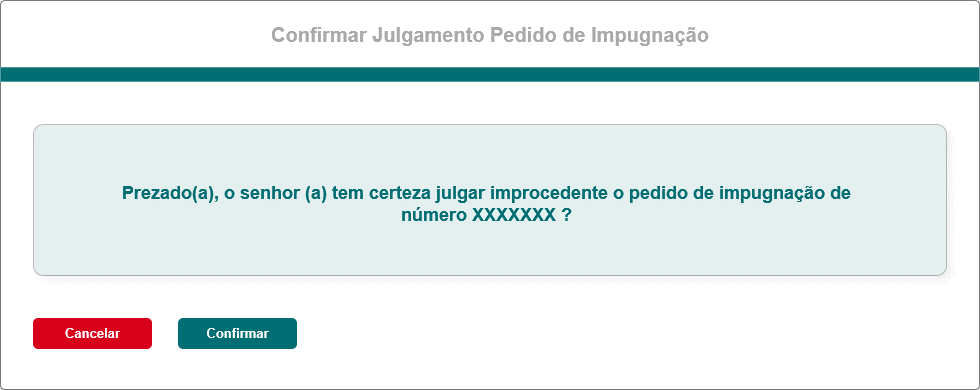 Confirmar Julgamento Pedido de Impugnação
Prezado(a), o senhor (a) tem certeza julgar improcedente o pedido de impugnação de
número XXXXXXX ?
Cancelar
Confirmar